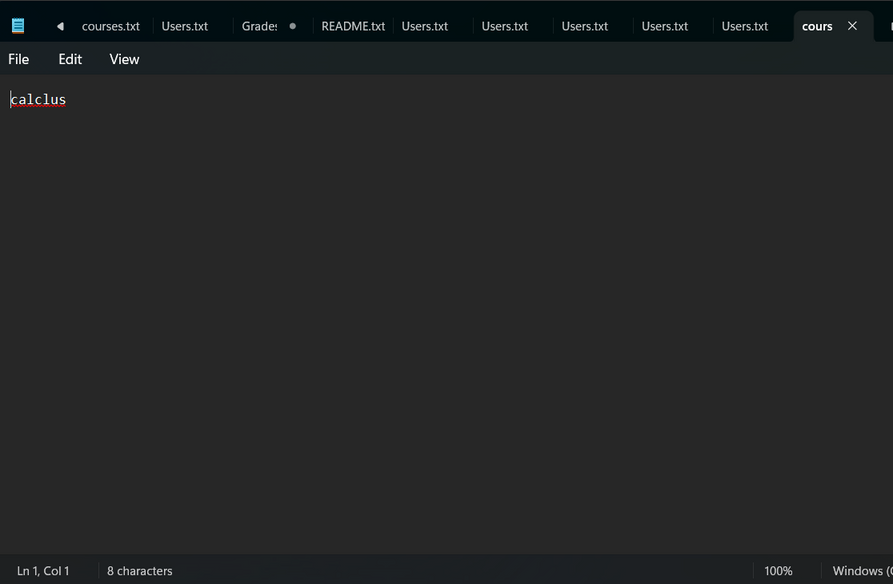 courses.txt Users.txt Grade README.txt Users.txt Users.txt Users.txt Users.txt Users.txt cours
File Edit View
calclus
Ln 1, Col 1 8 characters 100% Windows (